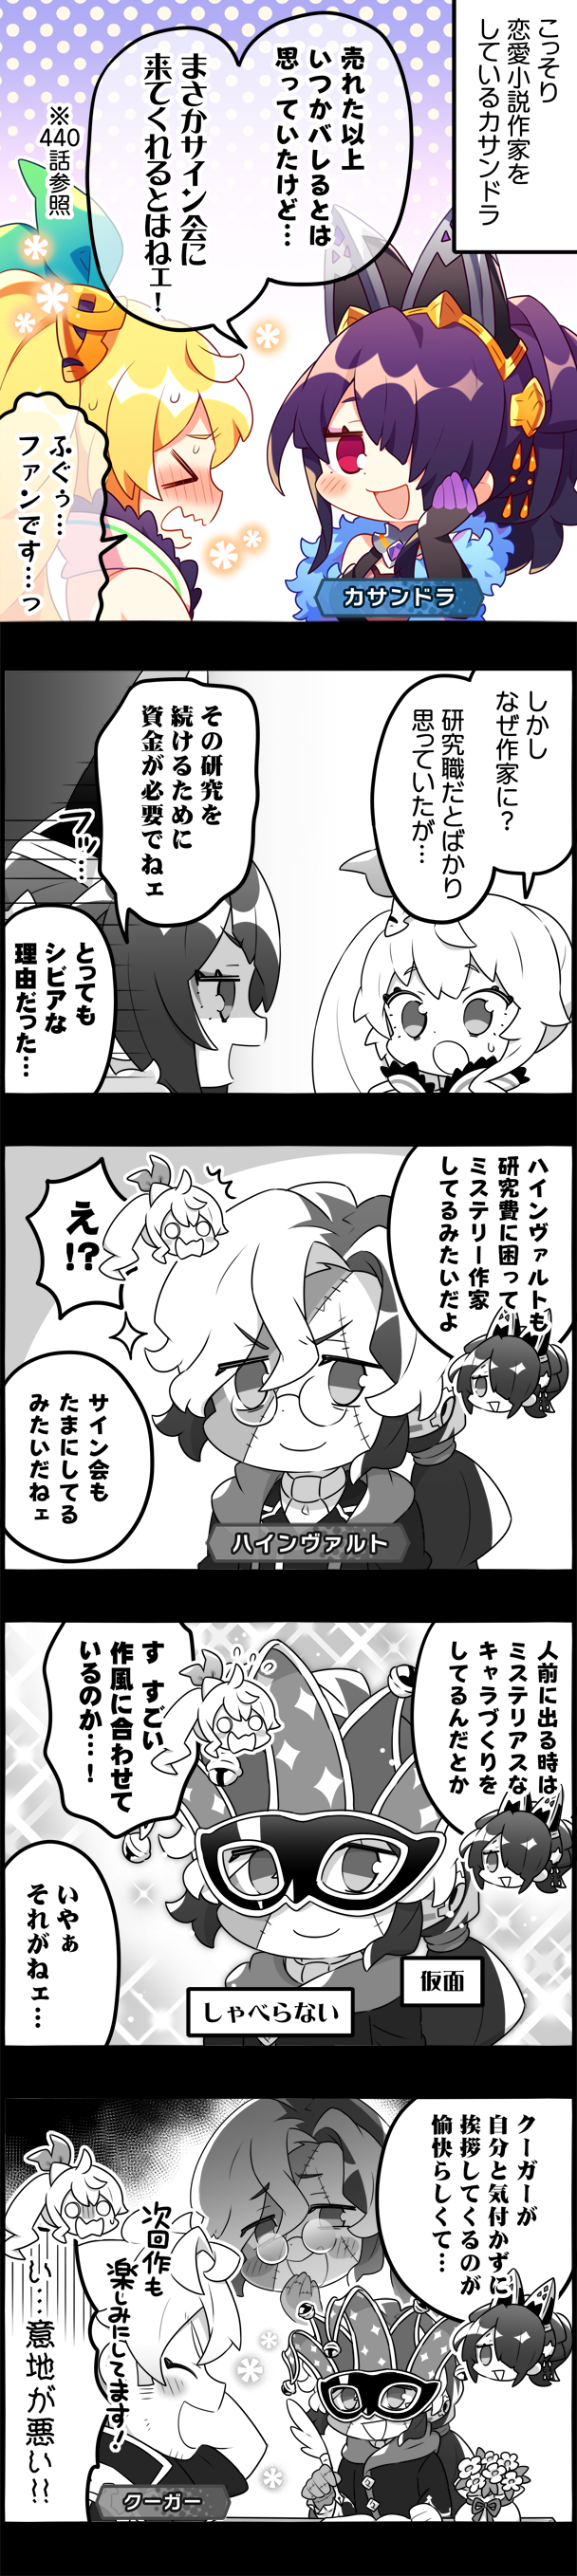 こっそり
恋愛小説作家を
しているカサンドラ
売れた以上
いつかバレるとは
思っていたけど…
まさかサイン会に
来てくれるとはねェ！
※
440
話参照
ふぐぅ…
ファンです…っ
カサンドラ
しかし
なぜ作家に？
研究職だとばかり
思っていたが…
その研究を
続けるために
資金が必要でねェ
フッ…
とっても
シビアな
理由だった…
ハインヴァルトも
研究費に困って
ミステリー作家
してるみたいだよ
え!?
サイン会も
たまにしてる
みたいだねェ
ハインヴァルト
人前に出る時は
ミステリアスな
キャラづくりを
してるんだとか
す すごい
作風に合わせて
いるのか…！
仮面
しゃべらない
いやぁ
それがねェ…
クーガーが
自分と気付かずに
挨拶してくるのが
愉快らしくて…
次回作も
楽しみにしてます！
い…意地が悪い〜〜
クーガー